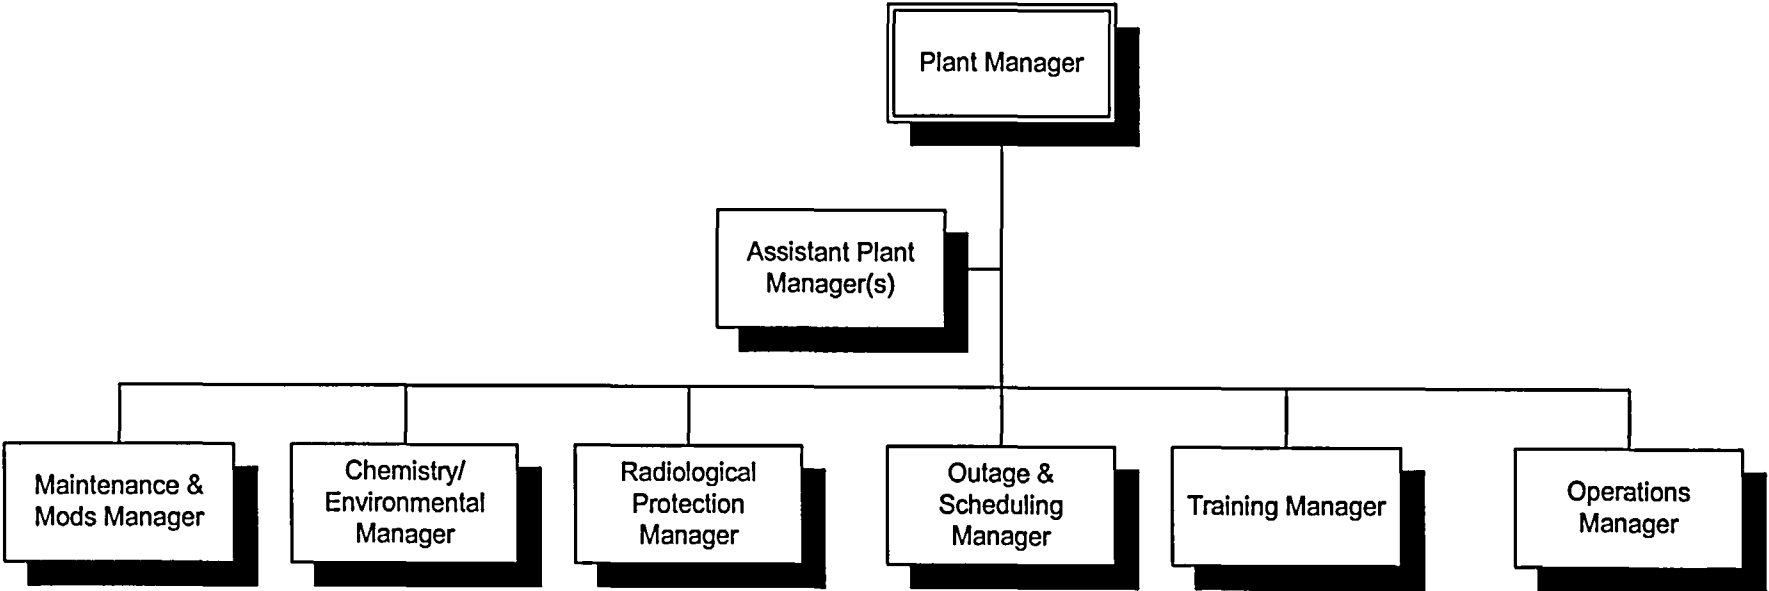 Plant Manager
Assistant Plant
Manager(s)
Maintenance &
Mods Manager
Chemistry/
Environmental
Manager
Radiological
Protection
Manager
Outage &
Scheduling
Manager
Training Manager
Operations
Manager